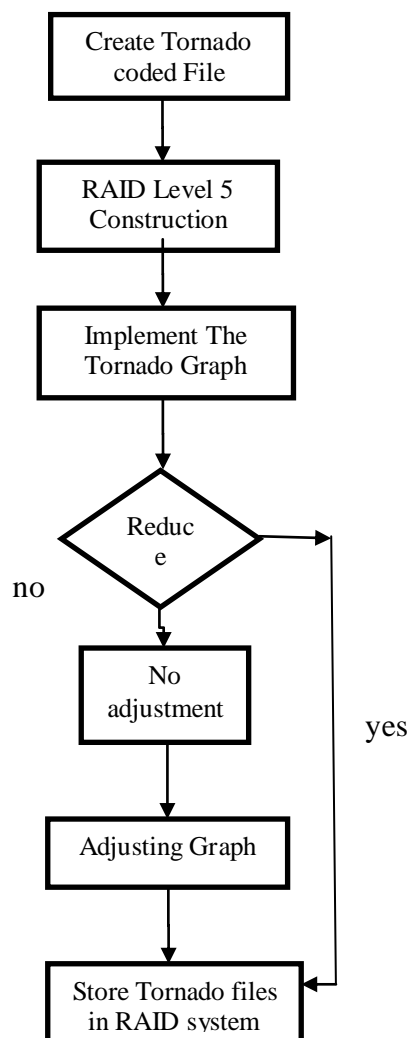 Create Tornado
coded File
RAID Level 5
Construction
Implement The
Tornado Graph
Reduc
e
no
No
adjustment
yes
Adjusting Graph
Store Tornado files
in RAID system